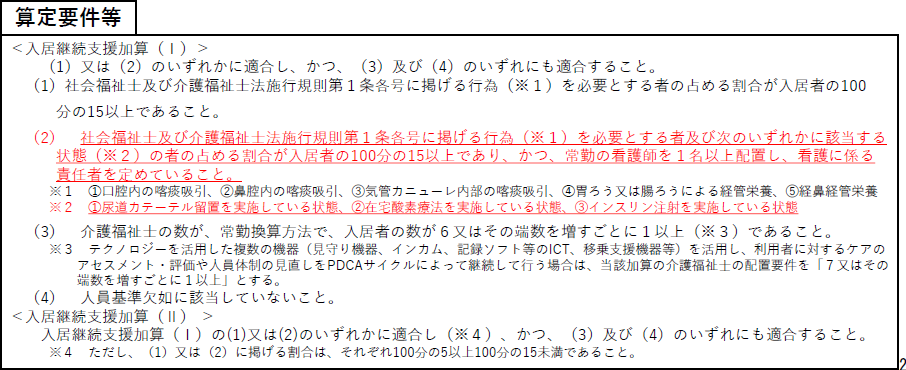 算定要件等
＜入居継続支援加算（Ⅰ）＞
（1）又は（2）のいずれかに適合し、かつ、（3）及び（4）のいずれにも適合すること。
（1）社会福祉士及び介護福祉士法施行規則第１条各号に掲げる行為（※１）を必要とする者の占める割合が入居者の100
分の15以上であること。
（2） 社会福祉士及び介護福祉士法施行規則第１条各号に掲げる行為（※１）を必要とする者及び次のいずれかに該当する
状態（※２）の者の占める割合が入居者の100分の15以上であり、かつ、常勤の看護師を１名以上配置し、看護に係る
責任者を定めていること。
※１ ①口腔内の喀痰吸引、②鼻腔内の喀痰吸引、③気管カニューレ内部の喀痰吸引、④胃ろう又は腸ろうによる経管栄養、⑤経鼻経管栄養
※２ ①尿道カテーテル留置を実施している状態、②在宅酸素療法を実施している状態、③インスリン注射を実施している状態
（3） 介護福祉士の数が、常勤換算方法で、入居者の数が６又はその端数を増すごとに１以上（※３）であること。
※３ テクノロジーを活用した複数の機器（見守り機器、インカム、記録ソフト等のICT、移乗支援機器等）を活用し、利用者に対するケアの
アセスメント・評価や人員体制の見直しをPDCAサイクルによって継続して行う場合は、当該加算の介護福祉士の配置要件を「７又はその
端数を増すごとに１以上」とする。
（4） 人員基準欠如に該当していないこと。
＜入居継続支援加算（Ⅱ）＞
入居継続支援加算（Ⅰ）の(1)又は(2)のいずれかに適合し（※４）、かつ、（3）及び（4）のいずれにも適合すること。
※４ ただし、（1）又は（2）に掲げる割合は、それぞれ100分の5以上100分の15未満であること。
2